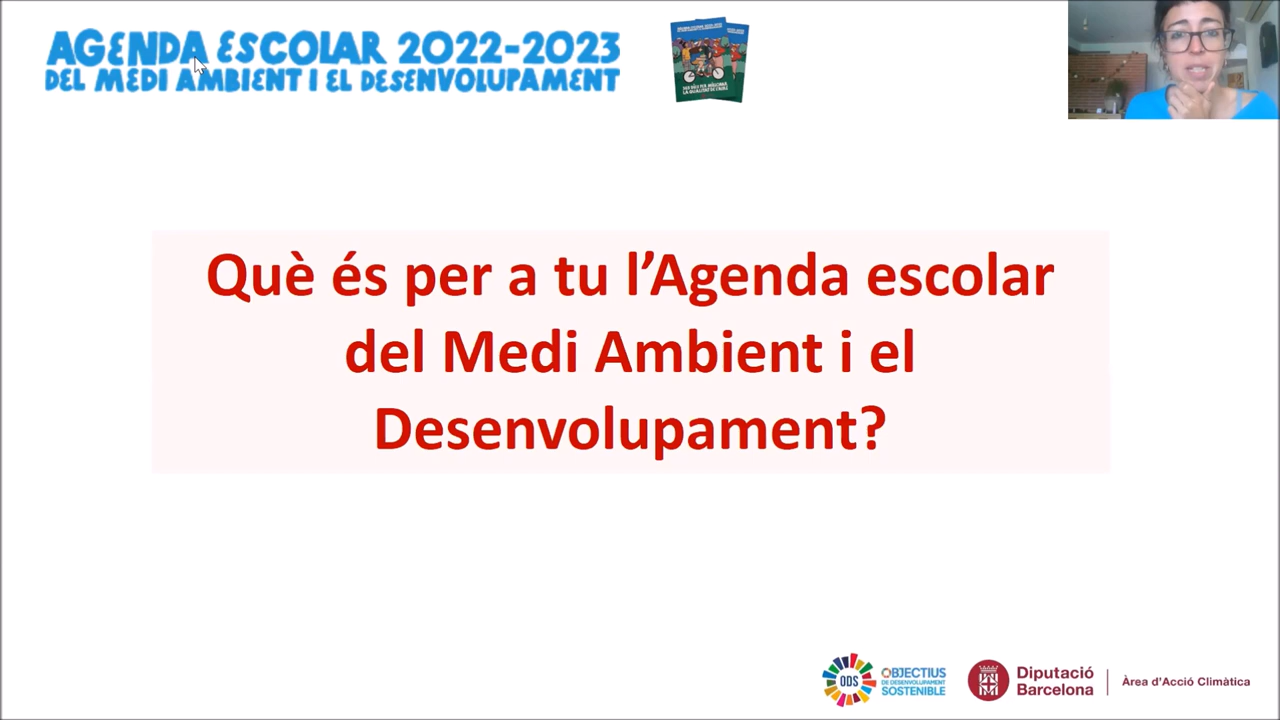 AGENDA ESCOLAR 2022-2023
DEL MEDI AMBIENT I EL DESENVOLUPAMENT
Què és per a tu l’Agenda escolar
del Medi Ambient i el
Desenvolupament?
ODS
OBJECTIUS
DE DESENVOLUPAMENT
SOSTENIBLE
Diputació
Barcelona
Àrea d’Acció Climàtica